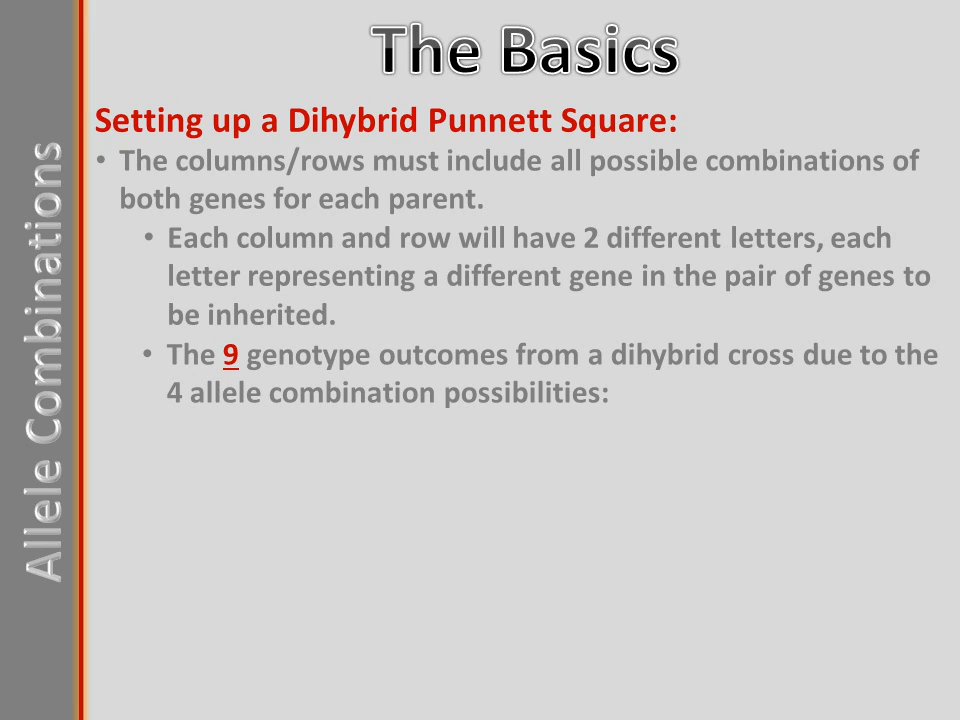 The Basics
Allele Combinations
Setting up a Dihybrid Punnett Square:
• The columns/rows must include all possible combinations of
both genes for each parent.
• Each column and row will have 2 different letters, each
letter representing a different gene in the pair of genes to
be inherited.
• The 9 genotype outcomes from a dihybrid cross due to the
4 allele combination possibilities: